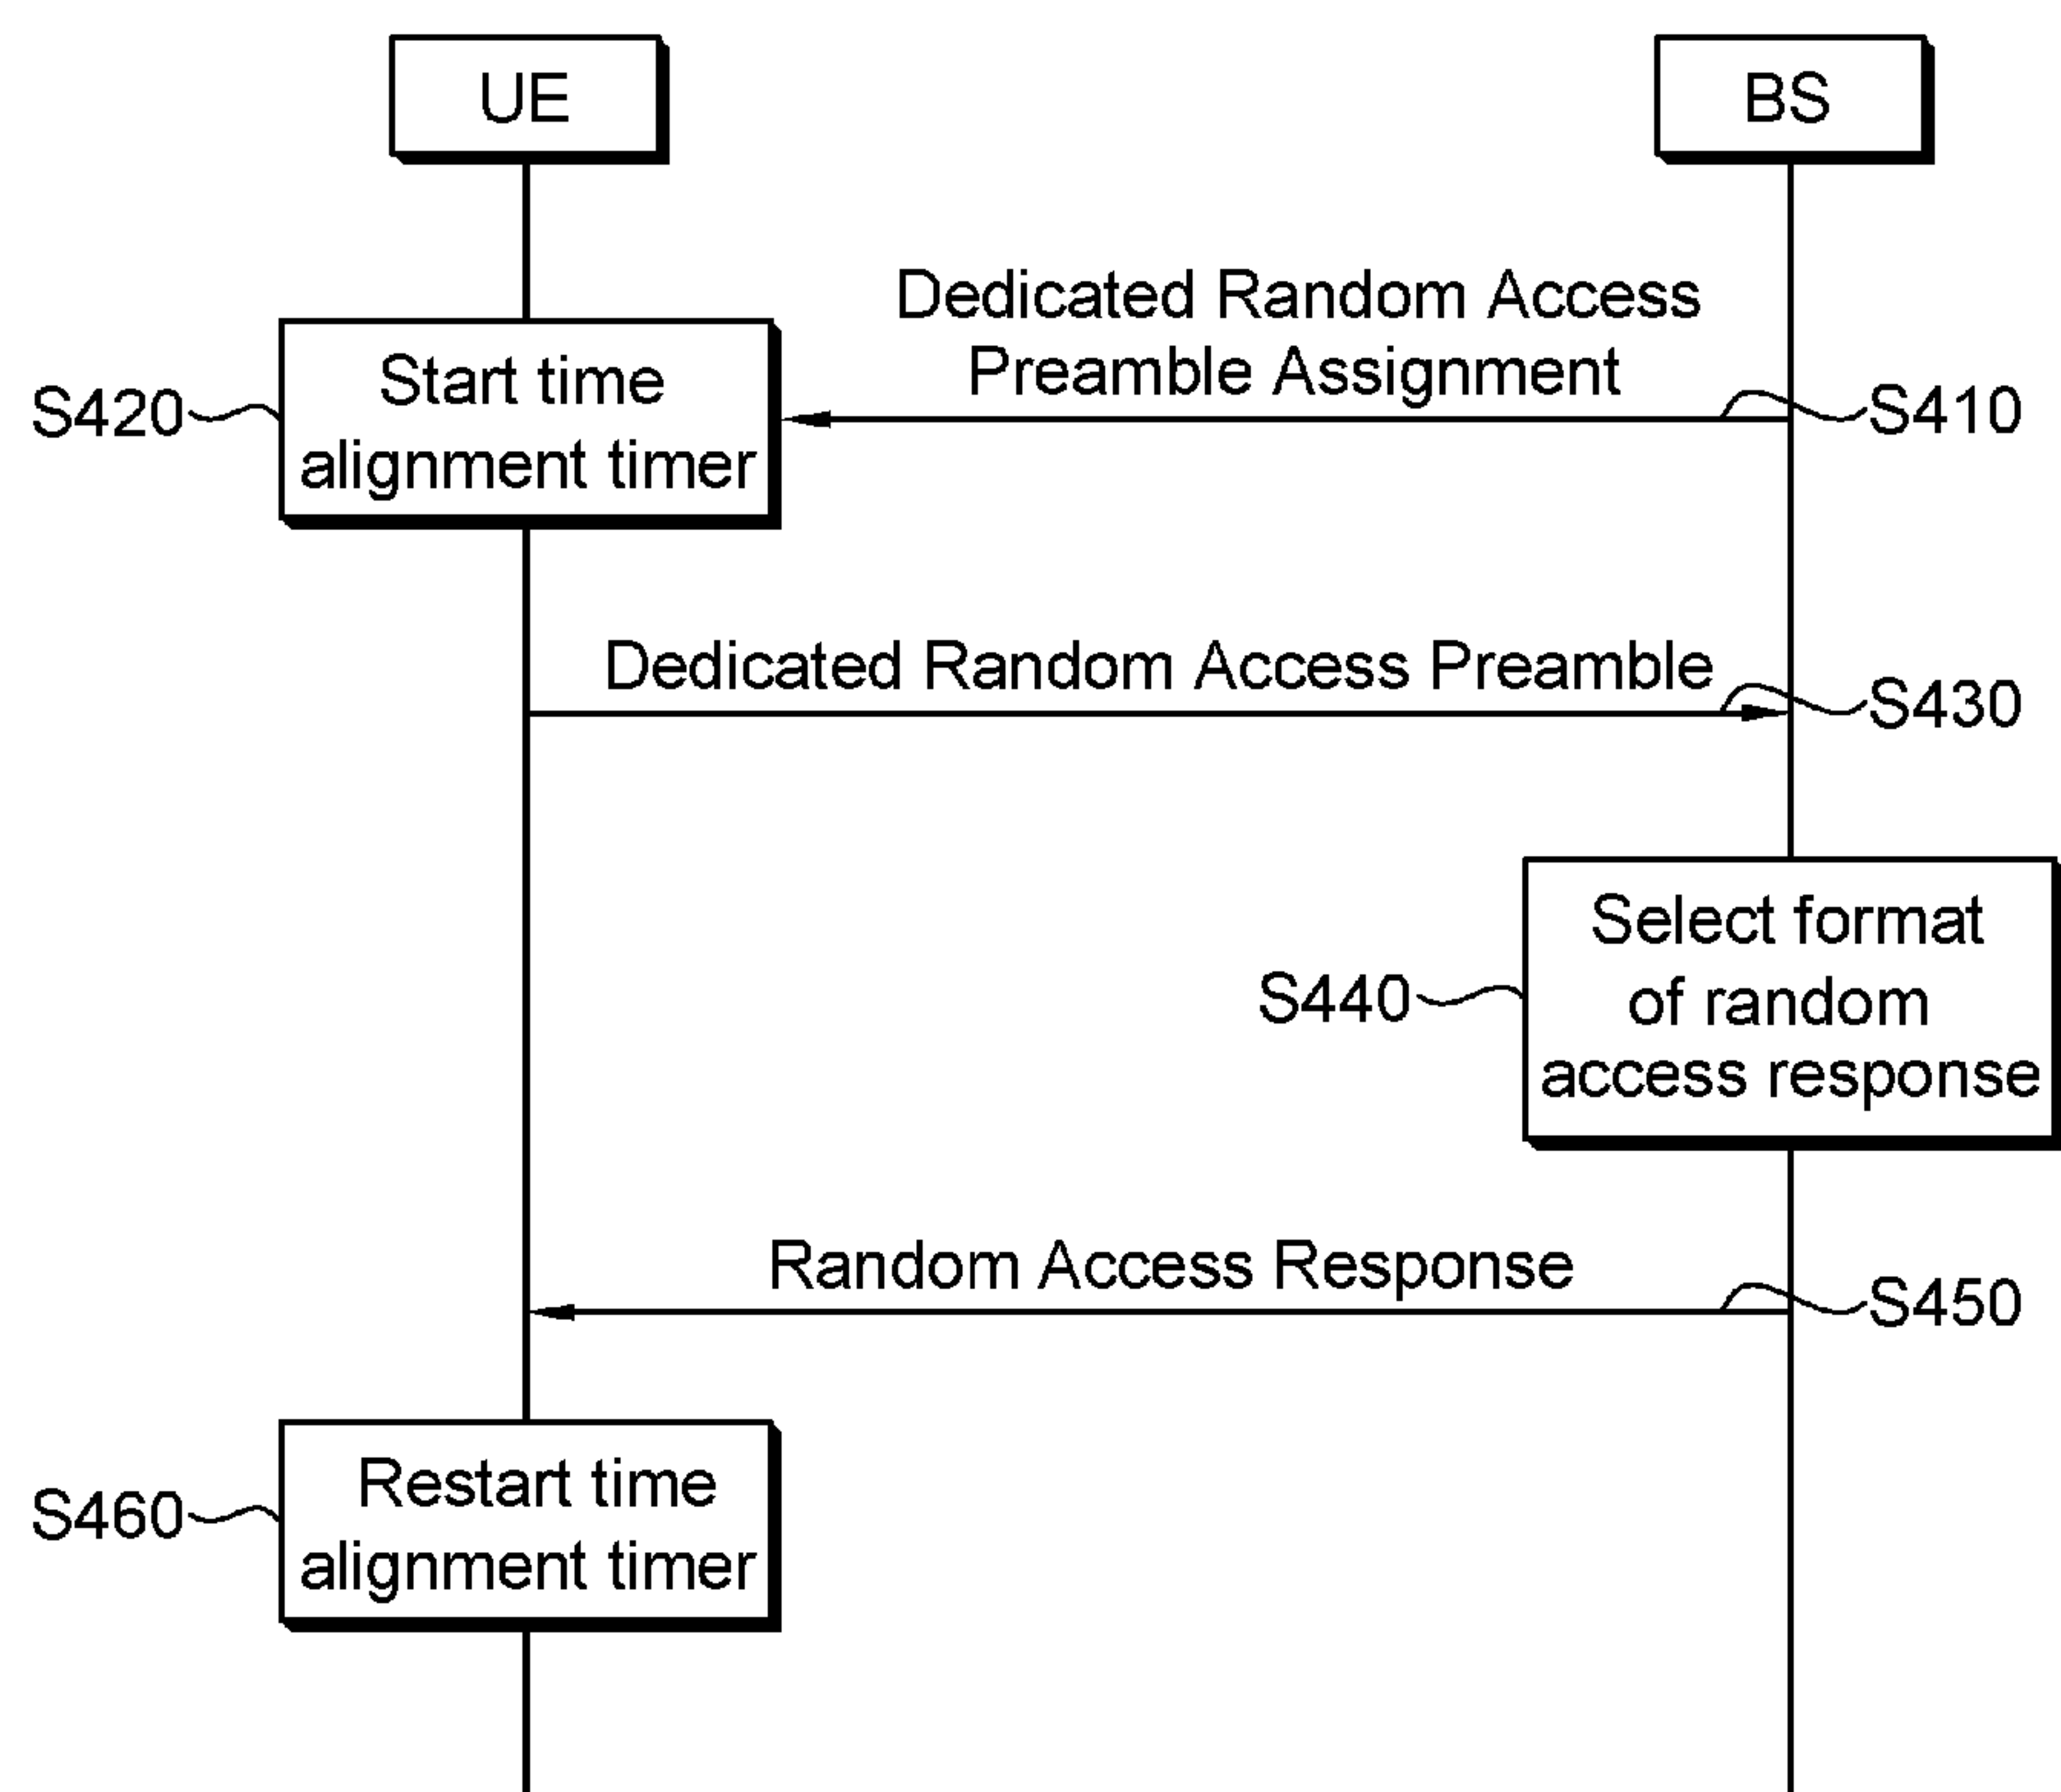 UE
BS
Dedicated Random Access
Preamble Assignment
Start time
alignment timer
S420
S410
Dedicated Random Access Preamble
S430
Select format
of random
access response
S440
Random Access Response
S450
Restart time
alignment timer
S460